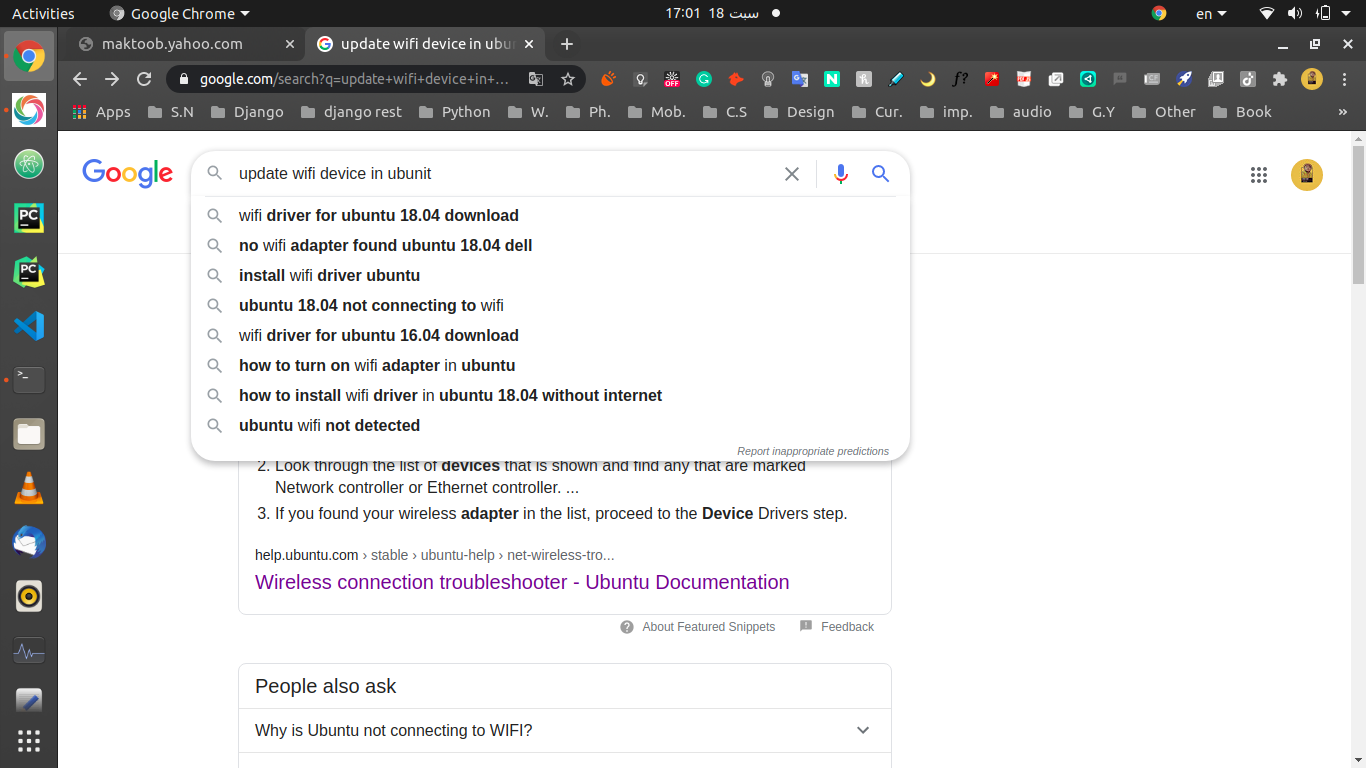 Activities
Google Chrome
17:01 18 سبت
en
maktoob.yahoo.com
update wifi device in ubun
google.com/search?q=update+wifi+device+in+…
Apps
S.N
Django
django rest
Python
W.
Ph.
Mob.
C.S
Design
Cur.
imp.
audio
G.Y
Other
Book
»
Google
update wifi device in ubunit
wifi driver for ubuntu 18.04 download
no wifi adapter found ubuntu 18.04 dell
install wifi driver ubuntu
ubuntu 18.04 not connecting to wifi
wifi driver for ubuntu 16.04 download
how to turn on wifi adapter in ubuntu
how to install wifi driver in ubuntu 18.04 without internet
ubuntu wifi not detected
Report inappropriate predictions
2. Look through the list of devices that is shown and find any that are marked
Network controller or Ethernet controller. ...
3. If you found your wireless adapter in the list, proceed to the Device Drivers step.
help.ubuntu.com › stable › ubuntu-help › net-wireless-tro...
Wireless connection troubleshooter - Ubuntu Documentation
About Featured Snippets
Feedback
People also ask
Why is Ubuntu not connecting to WIFI?